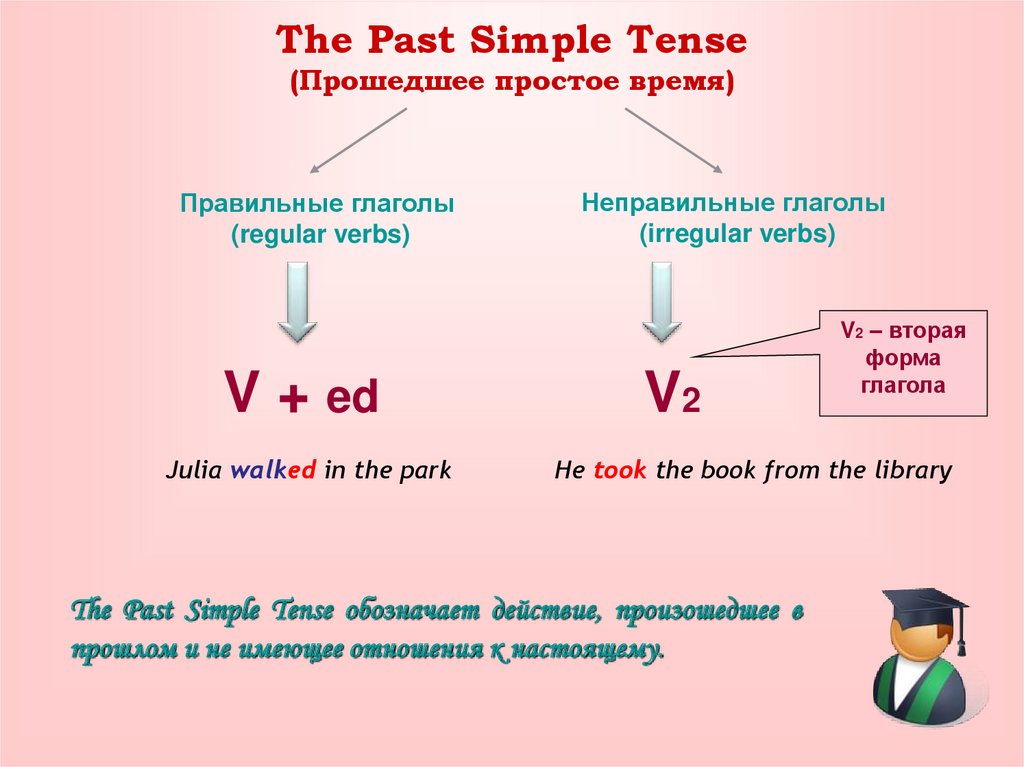 The Past Simple Tense
(Прошедшее простое время)
Правильные глаголы
(regular verbs)
Неправильные глаголы
(irregular verbs)
V + ed
V2
V2 – вторая
форма
глагола
Julia walked in the park
He took the book from the library
The Past Simple Tense обозначает действие, произошедшее в
прошлом и не имеющее отношения к настоящему.